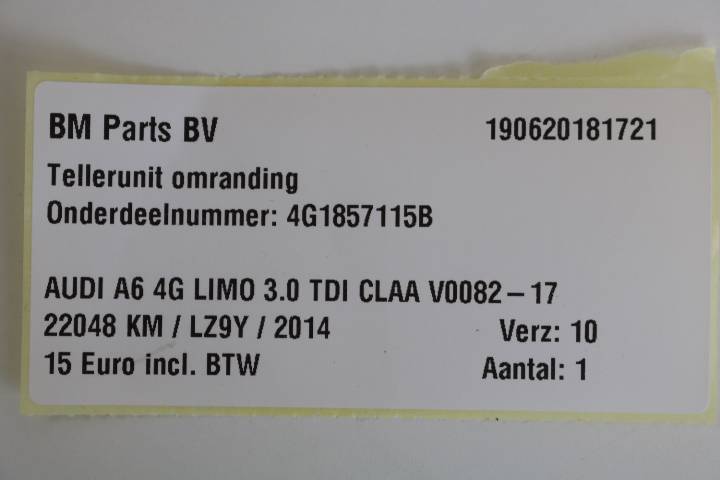 BM Parts BV 190620181721
Tellerunit omranding
Onderdeelnummer: 4G1857115B
AUDI A6 4G LIMO 3.0 TDI CLAA V0082-17
22048 KM / LZ9Y / 2014 Verz: 10
15 Euro incl. BTW Aantal: 1